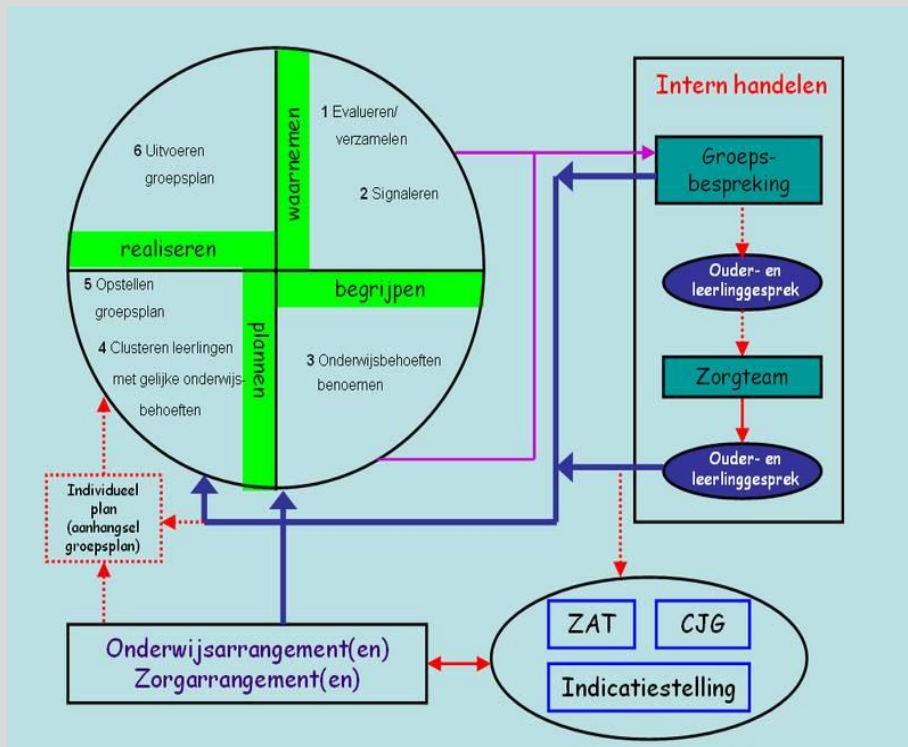 1 Evalueren/
verzamelen
2 Signaleren
waarnemen
6 Uitvoeren
groepsplan
realiseren
begrijpen
3 Onderwijsbehoeften
benoemen
plannen
5 Opstellen
groepsplan
4 Clusteren leerlingen
met gelijke onderwijs-
behoeften
Intern handelen
Groeps-
bespreking
Ouder- en
leerlinggesprek
Zorgteam
Ouder- en
leerlinggesprek
Individueel
plan
(aanhangsel
groepsplan)
Onderwijsarrangement(en)
Zorgarrangement(en)
ZAT
CJG
Indicatiestelling